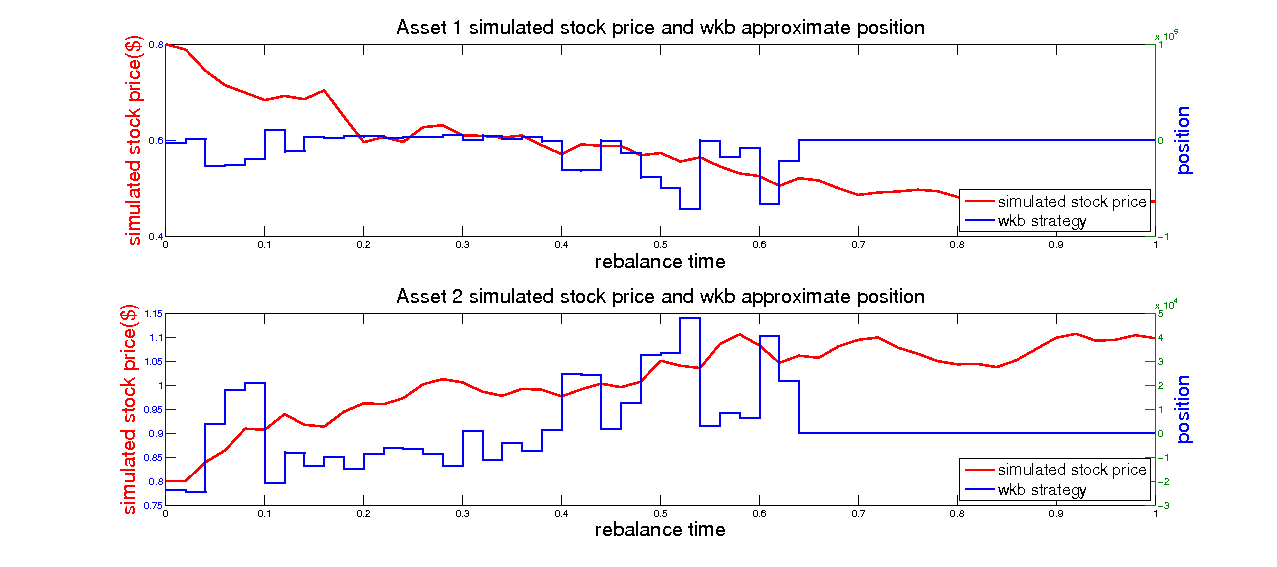 Asset 1 simulated stock price and wkb approximate position
x 10^5
simulated stock price($)
0.8
0.6
0.4
1
0
-1
position
simulated stock price
wkb strategy
0 0.1 0.2 0.3 0.4 0.5 0.6 0.7 0.8 0.9 1
rebalance time
Asset 2 simulated stock price and wkb approximate position
x 10^4
simulated stock price($)
1.15
1.1
1.05
1
0.95
0.9
0.85
0.8
0.75
5
4
3
2
1
0
-1
-2
-3
position
simulated stock price
wkb strategy
0 0.1 0.2 0.3 0.4 0.5 0.6 0.7 0.8 0.9 1
rebalance time